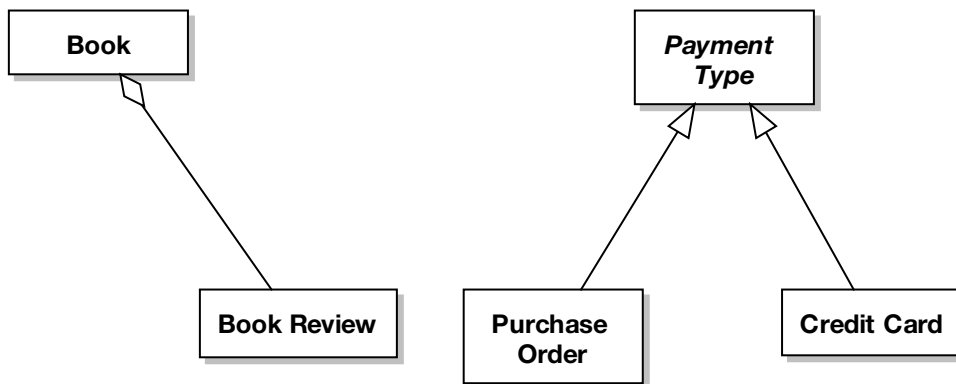 Book
Payment
Type
Book Review
Purchase
Order
Credit Card